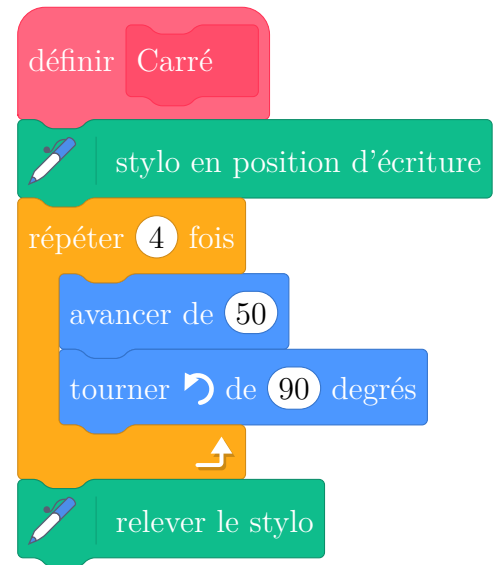 définir Carré
stylo en position d'écriture
répéter 4 fois
avancer de 50
tourner de 90 degrés
relever le stylo